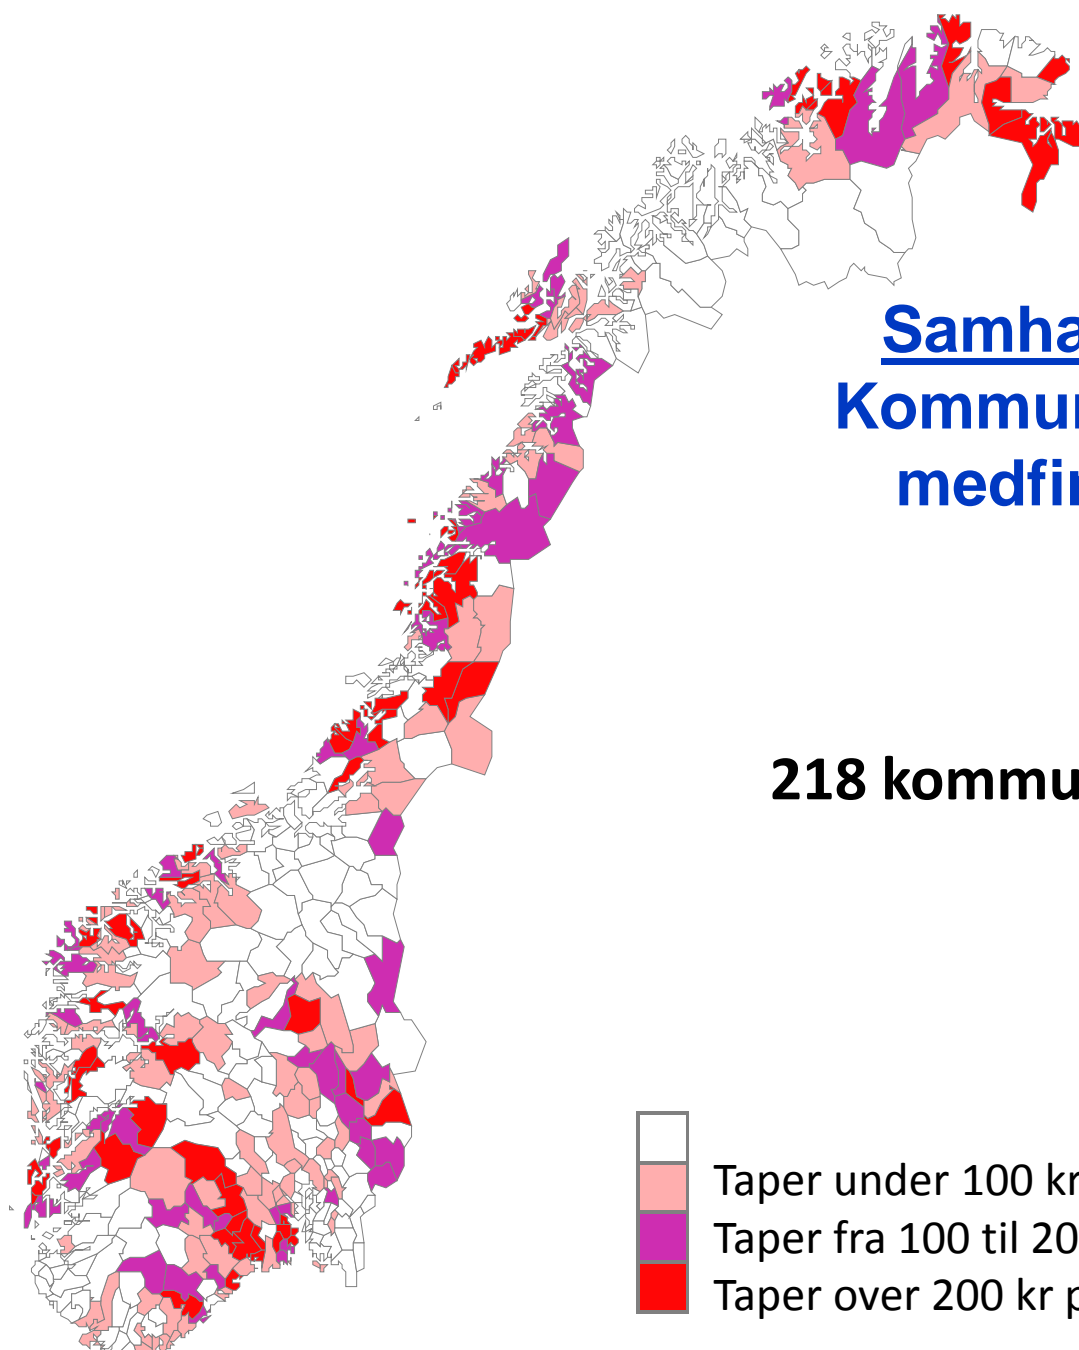 Samha
Kommur
medfir
218 kommu
Taper under 100 kr
Taper fra 100 til 20
Taper over 200 kr p